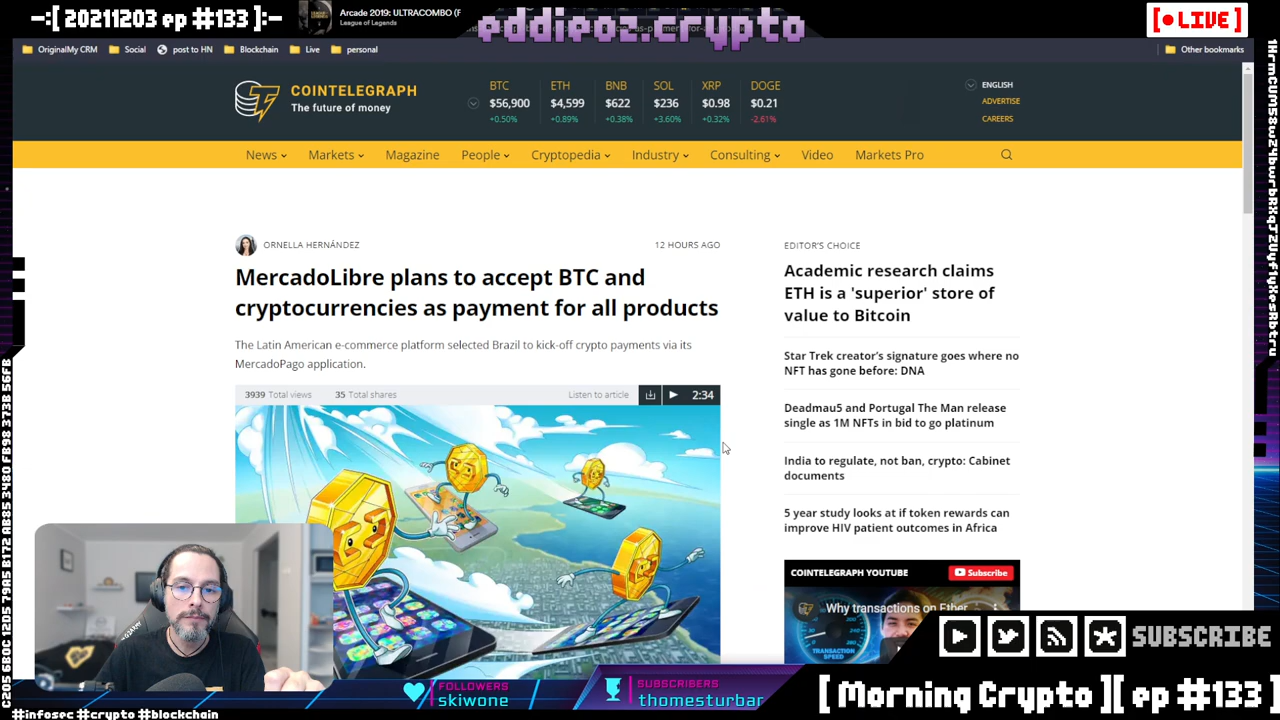 -:[ 20211203 ep #133 ]:-
Arcade 2019: ULTRACOMBO (F
League of Legends
eddieoz.crypto
[ • LIVE ]
OriginalMy CRM
Social
post to HN
Blockchain
Live
personal
Other bookmarks
COINTELEGRAPH
The future of money
BTC ETH BNB SOL XRP DOGE
$56,900 $4,599 $622 $236 $0.98 $0.21
+0.50% +0.89% +0.38% +3.60% +0.32% -2.61%
ENGLISH
ADVERTISE
CAREERS
News Markets Magazine People Cryptopedia Industry Consulting Video Markets Pro
ORNELLA HERNÁNDEZ
12 HOURS AGO
MercadoLibre plans to accept BTC and
cryptocurrencies as payment for all products
The Latin American e-commerce platform selected Brazil to kick-off crypto payments via its
MercadoPago application.
3939 Total views 35 Total shares Listen to article 2:34
EDITOR'S CHOICE
Academic research claims
ETH is a 'superior' store of
value to Bitcoin
Star Trek creator's signature goes where no
NFT has gone before: DNA
Deadmau5 and Portugal The Man release
single as 1M NFTs in bid to go platinum
India to regulate, not ban, crypto: Cabinet
documents
5 year study looks at if token rewards can
improve HIV patient outcomes in Africa
COINTELEGRAPH YOUTUBE
Subscribe
Why transactions on Ether
TRANSACTION
SPEED
SUBSCRIBE
FOLLOWERS
skiwone
SUBSCRIBERS
thomesturbar
[ Morning Crypto ][ ep #133 ]
#infosec #crypto #blockchain